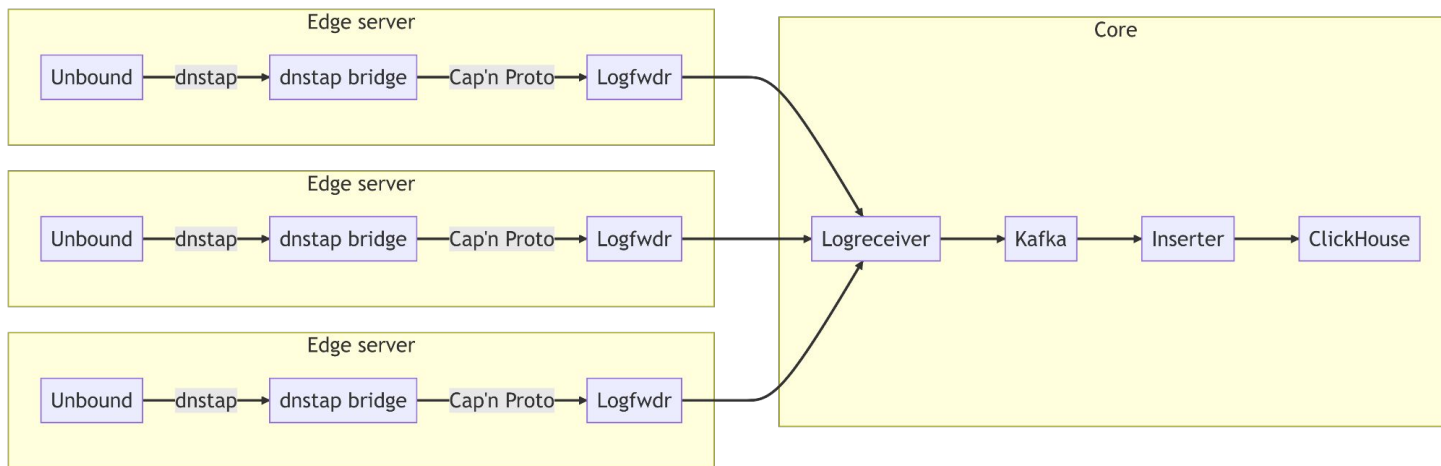 Edge server
Unbound dnstap dnstap bridge Cap'n Proto Logfwdr
Edge server
Unbound dnstap dnstap bridge Cap'n Proto Logfwdr
Edge server
Unbound dnstap dnstap bridge Cap'n Proto Logfwdr
Core
Logreceiver Kafka Inserter ClickHouse